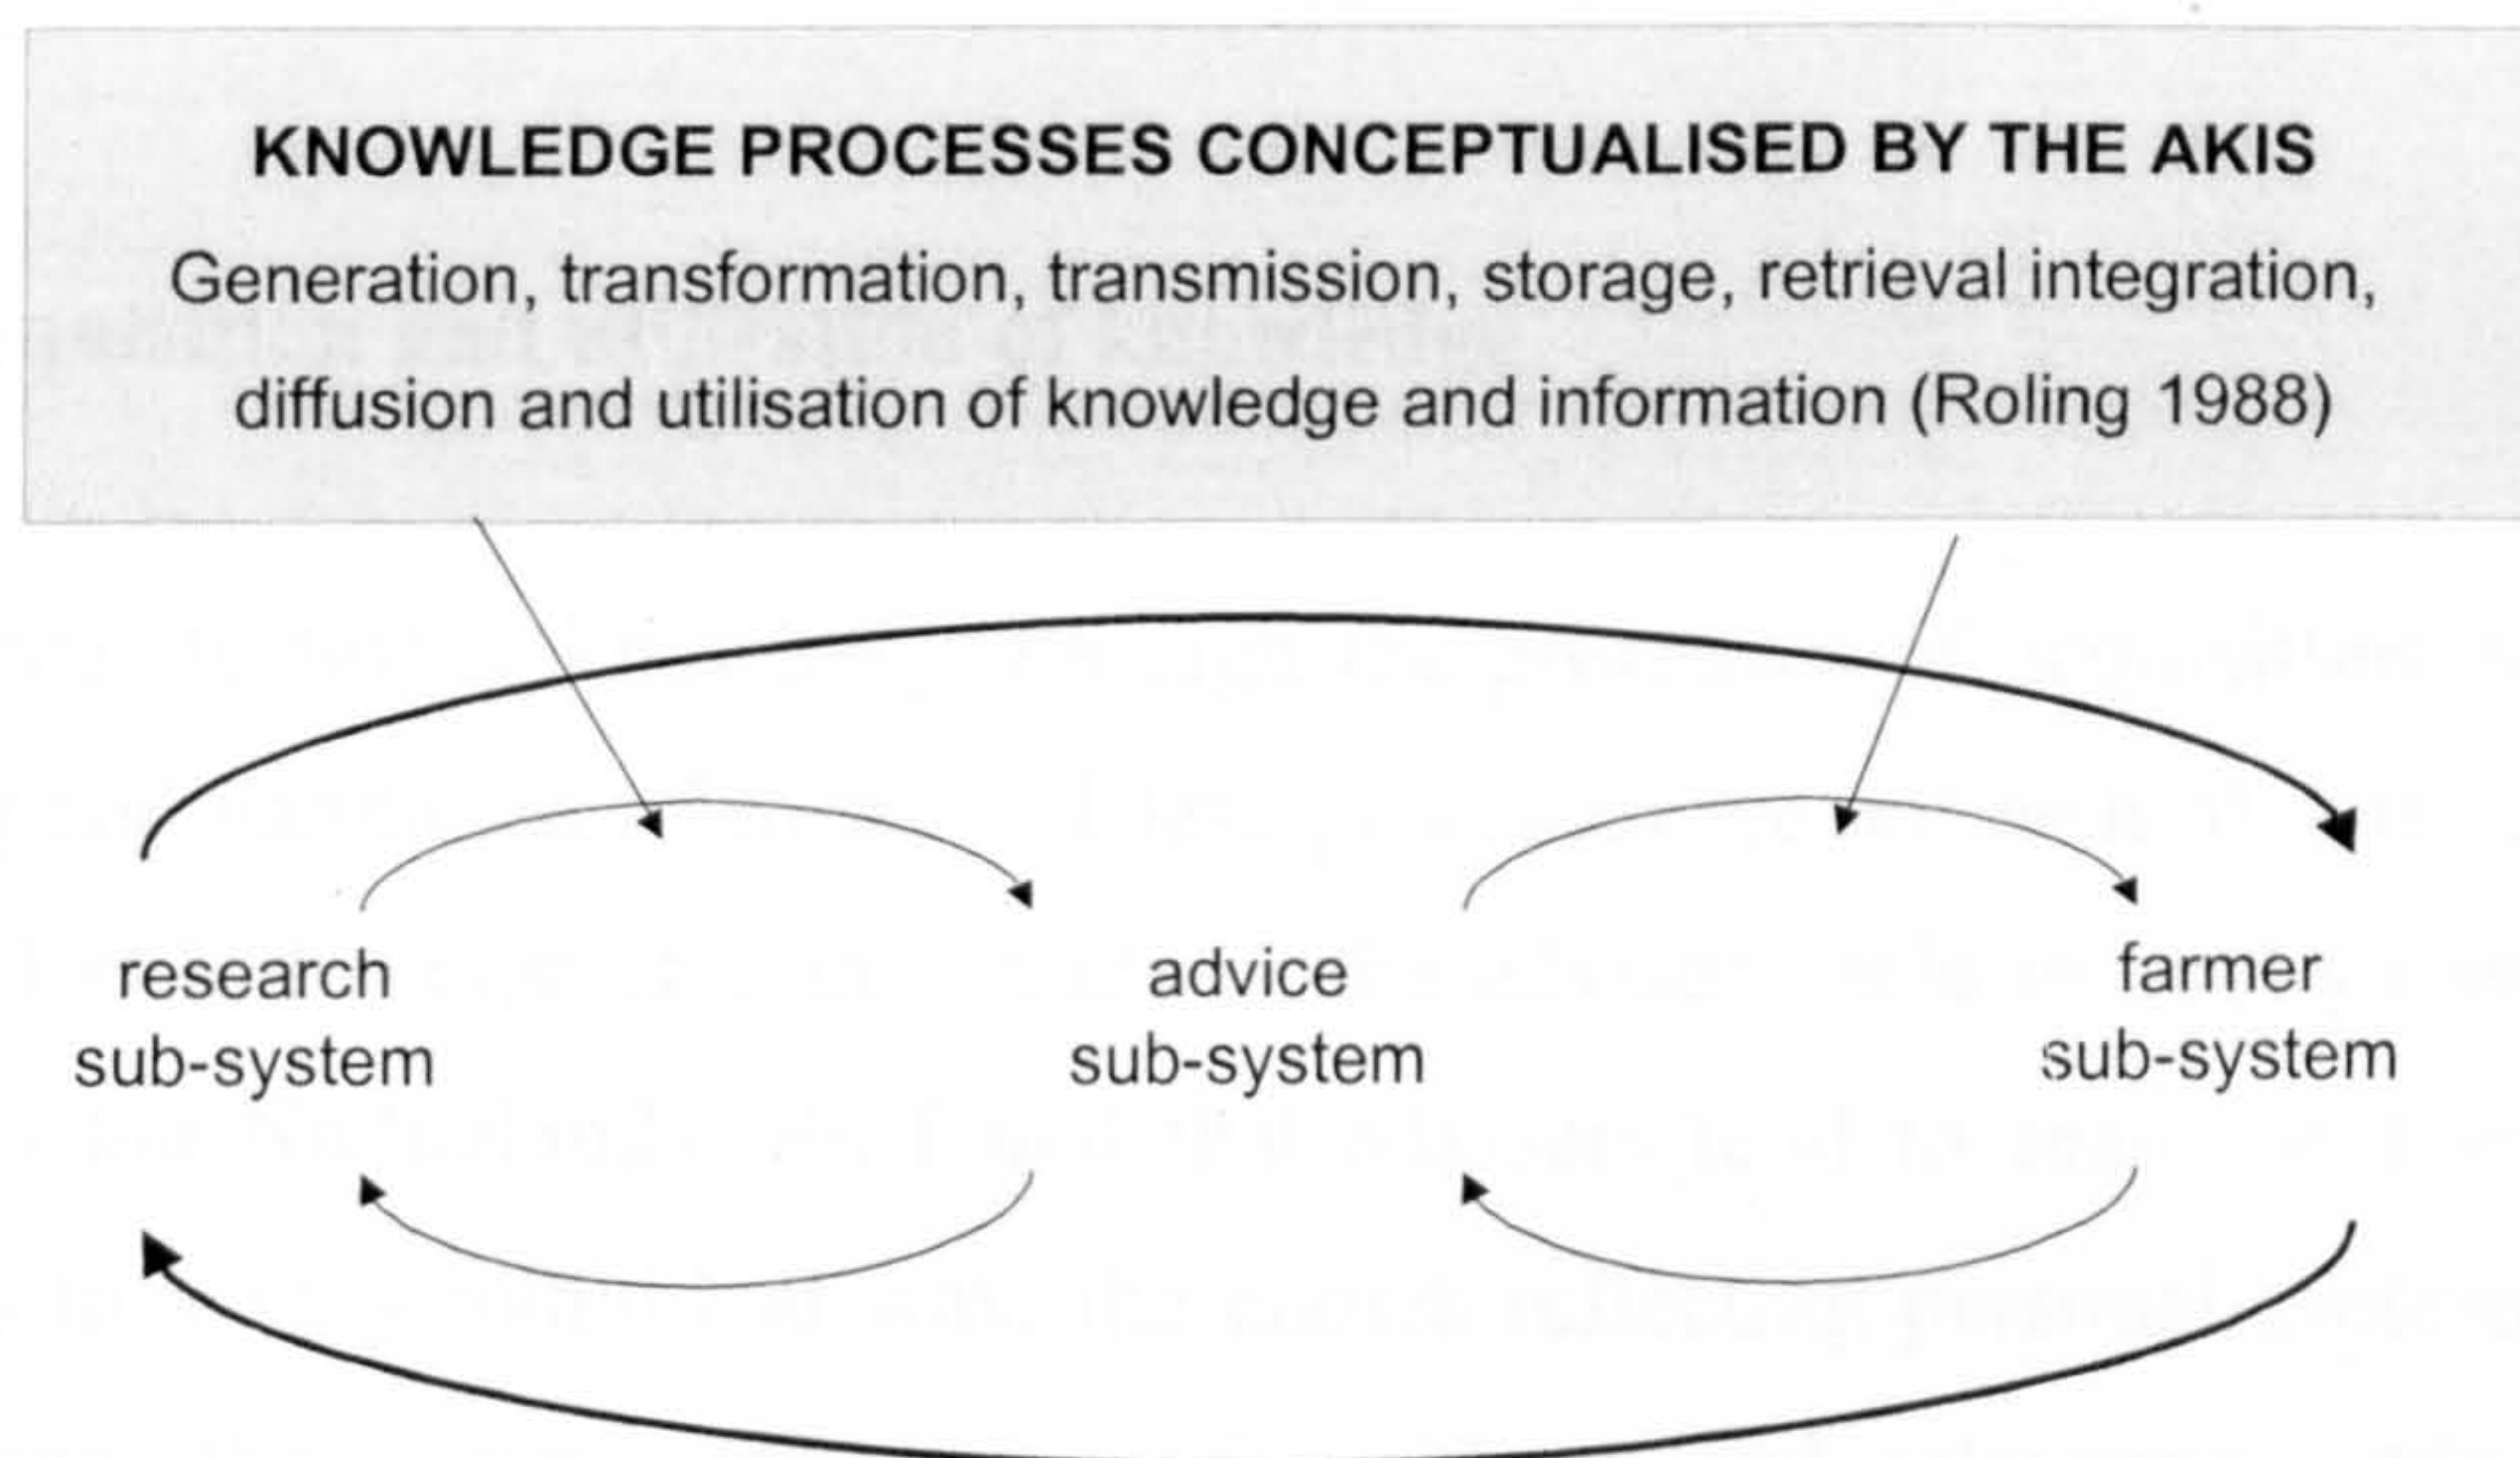 KNOWLEDGE PROCESSES CONCEPTUALISED BY THE AKIS
Generation, transformation, transmission, storage, retrieval integration,
diffusion and utilisation of knowledge and information (Roling 1988)
research
sub-system
advice
sub-system
farmer
sub-system